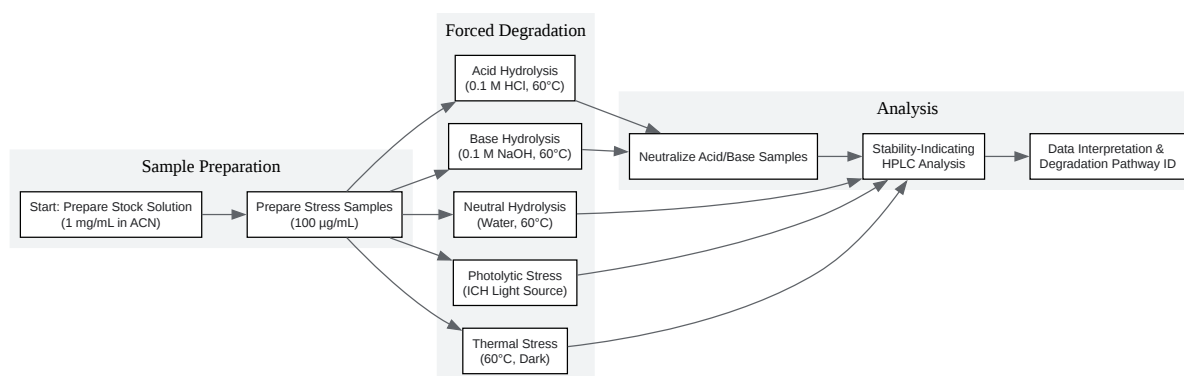 Sample Preparation
Start: Prepare Stock Solution
(1 mg/mL in ACN)
Prepare Stress Samples
(100 µg/mL)
Forced Degradation
Acid Hydrolysis
(0.1 M HCl, 60°C)
Base Hydrolysis
(0.1 M NaOH, 60°C)
Neutral Hydrolysis
(Water, 60°C)
Photolytic Stress
(ICH Light Source)
Thermal Stress
(60°C, Dark)
Analysis
Neutralize Acid/Base Samples
Stability-Indicating
HPLC Analysis
Data Interpretation &
Degradation Pathway ID